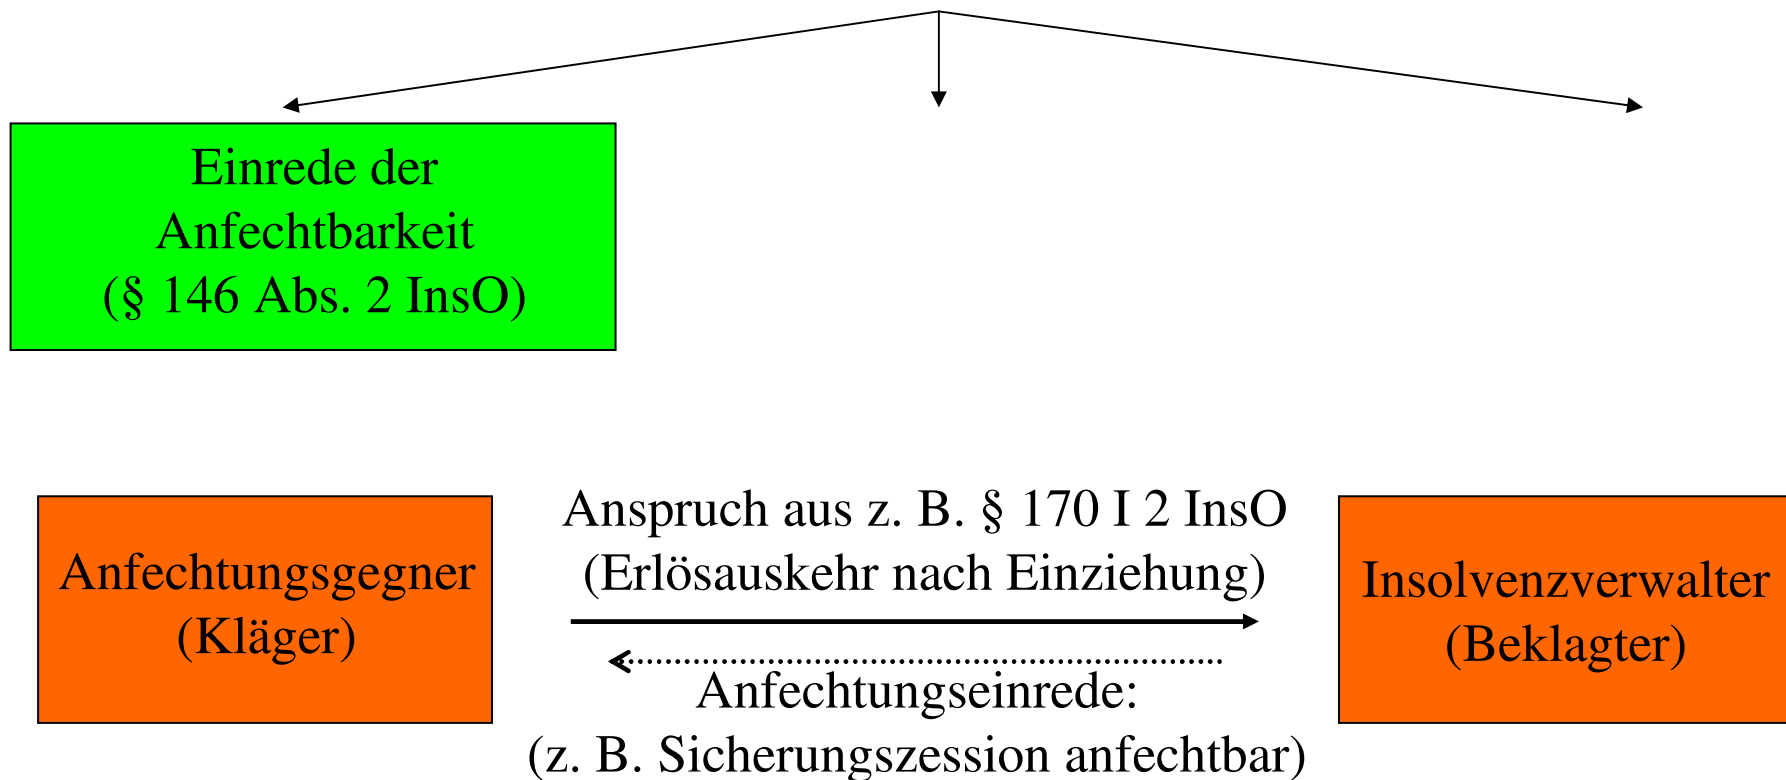 Einrede der
Anfechtbarkeit
(§ 146 Abs. 2 InsO)
Anfechtungsgegner
(Kläger)
Anspruch aus z. B. § 170 I 2 InsO
(Erlösauskehr nach Einziehung)
Anfechtungseinrede:
(z. B. Sicherungszession anfechtbar)
Insolvenzverwalter
(Beklagter)